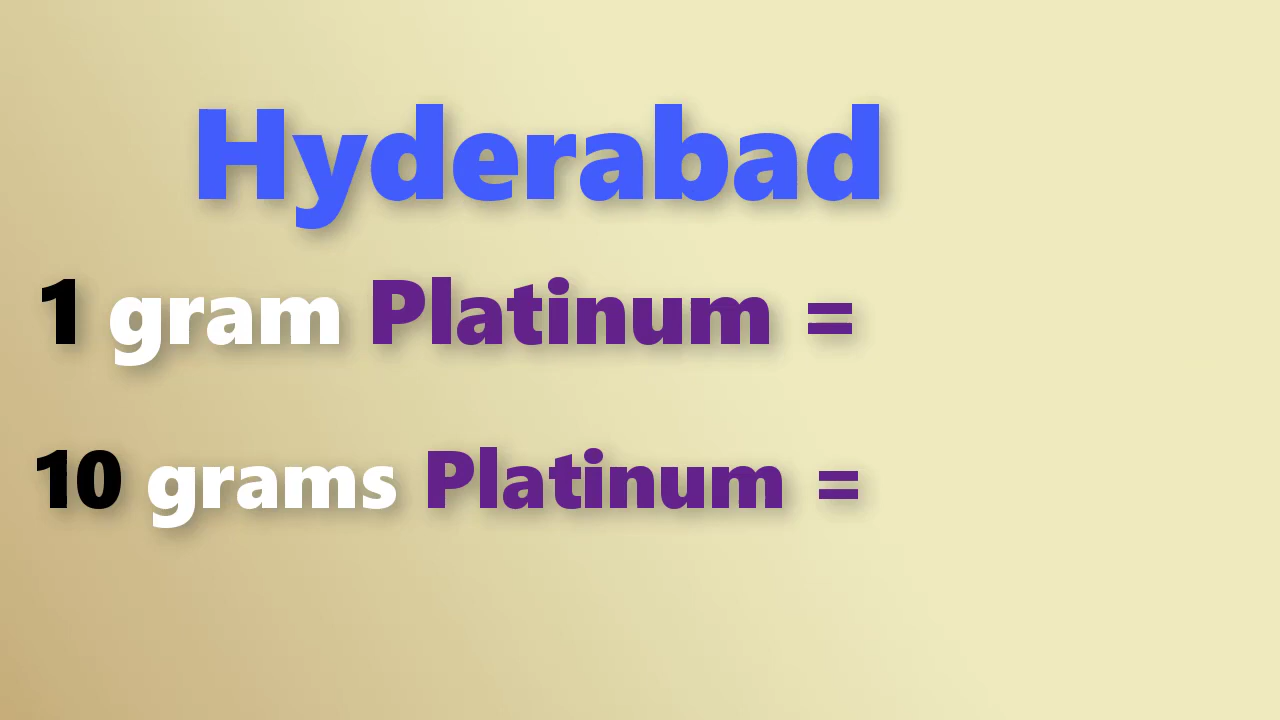 Hyderabad
1 gram Platinum =
10 grams Platinum =